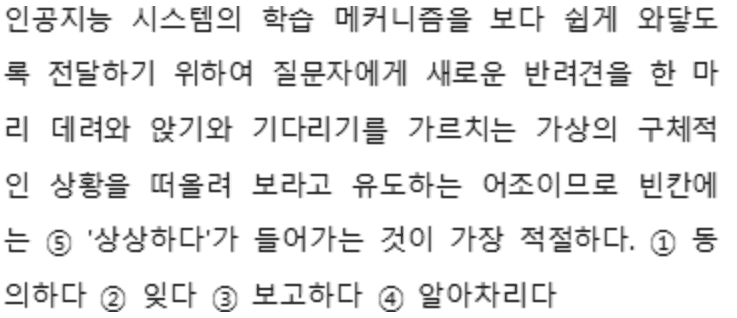 인공지능 시스템의 학습 메커니즘을 보다 쉽게 와닿도
록 전달하기 위하여 질문자에게 새로운 반려견을 한 마
리 데려와 앉기와 기다리기를 가르치는 가상의 구체적
인 상황을 떠올려 보라고 유도하는 어조이므로 빈칸에
는 ⑤ '상상하다'가 들어가는 것이 가장 적절하다. ① 동
의하다 ② 잊다 ③ 보고하다 ④ 알아차리다